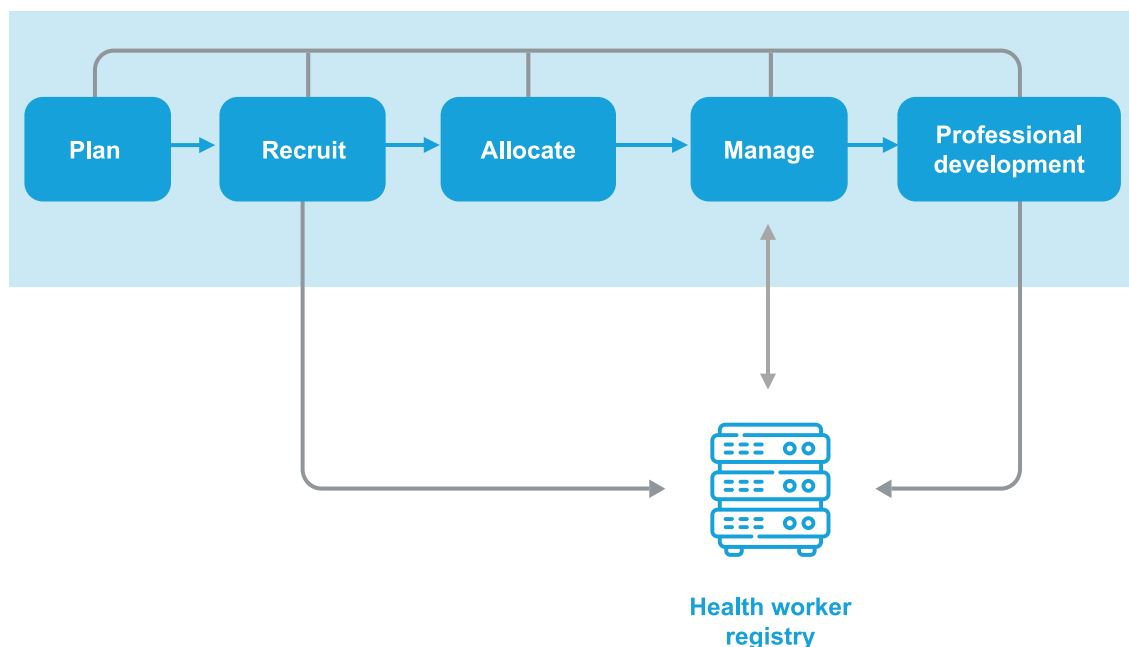 Plan
Recruit
Allocate
Manage
Professional
development
Health worker
registry